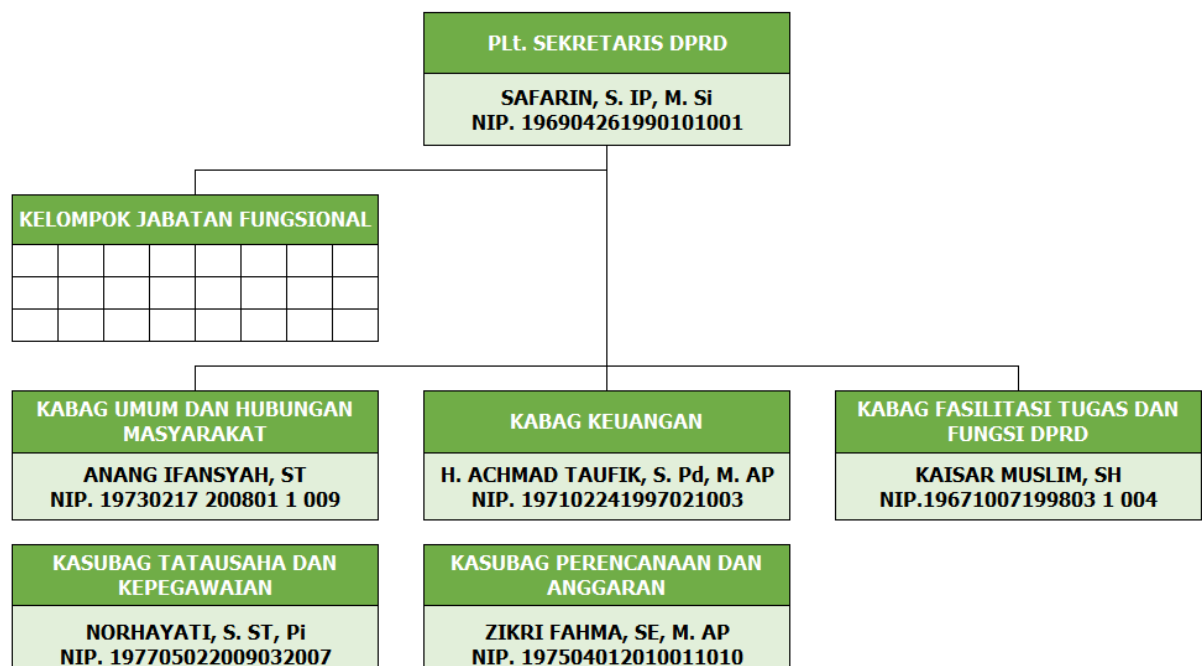 PLt. SEKRETARIS DPRD
SAFARIN, S. IP, M. Si
NIP. 196904261990101001
KELOMPOK JABATAN FUNGSIONAL
KABAG UMUM DAN HUBUNGAN
MASYARAKAT
ANANG IFANSYAH, ST
NIP. 19730217 200801 1 009
KABAG KEUANGAN
H. ACHMAD TAUFIK, S. Pd, M. AP
NIP. 197102241997021003
KABAG FASILITASI TUGAS DAN
FUNGSI DPRD
KAISAR MUSLIM, SH
NIP.19671007199803 1 004
KASUBAG TATAUSAHA DAN
KEPEGAWAIAN
NORHAYATI, S. ST, Pi
NIP. 197705022009032007
KASUBAG PERENCANAAN DAN
ANGGARAN
ZIKRI FAHMA, SE, M. AP
NIP. 197504012010011010